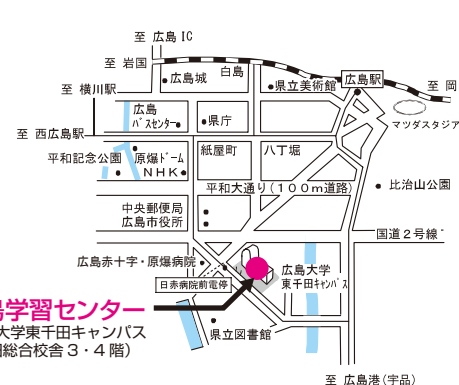 至 広島 IC
至 岩国
白島
広島城
県立美術館
広島駅
至 岡
至 横川駅
広島
バスセンター
県庁
マツダスタジア
至 西広島駅
平和記念公園
原爆ドーム
紙屋町
八丁堀
NHK
平和大通り(100m道路)
比治山公園
中央郵便局
広島市役所
国道2号線
広島赤十字・原爆病院
広島大学
東千田キャンパス
日赤病院前電停
島学習センター
大学東千田キャンパス
総合校舎3・4階)
県立図書館
至 広島港(宇品)